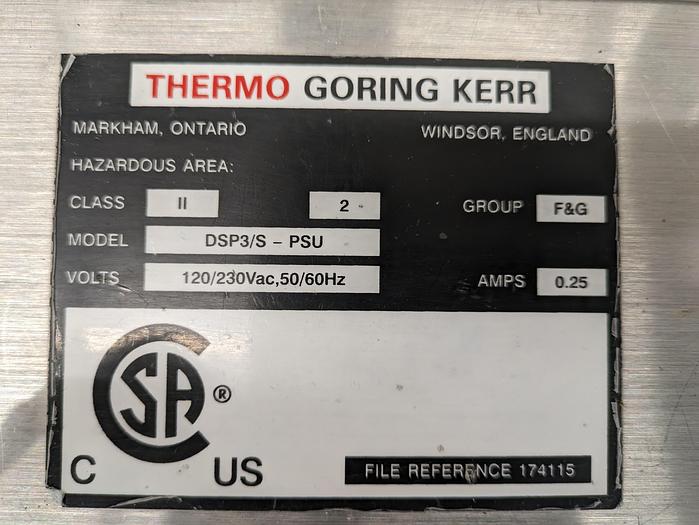 THERMO GORING KERR
MARKHAM, ONTARIO WINDSOR, ENGLAND
HAZARDOUS AREA:
CLASS II 2 GROUP F&G
MODEL DSP3/S - PSU
VOLTS 120/230Vac,50/60Hz AMPS 0.25
CSA ®
C US FILE REFERENCE 174115